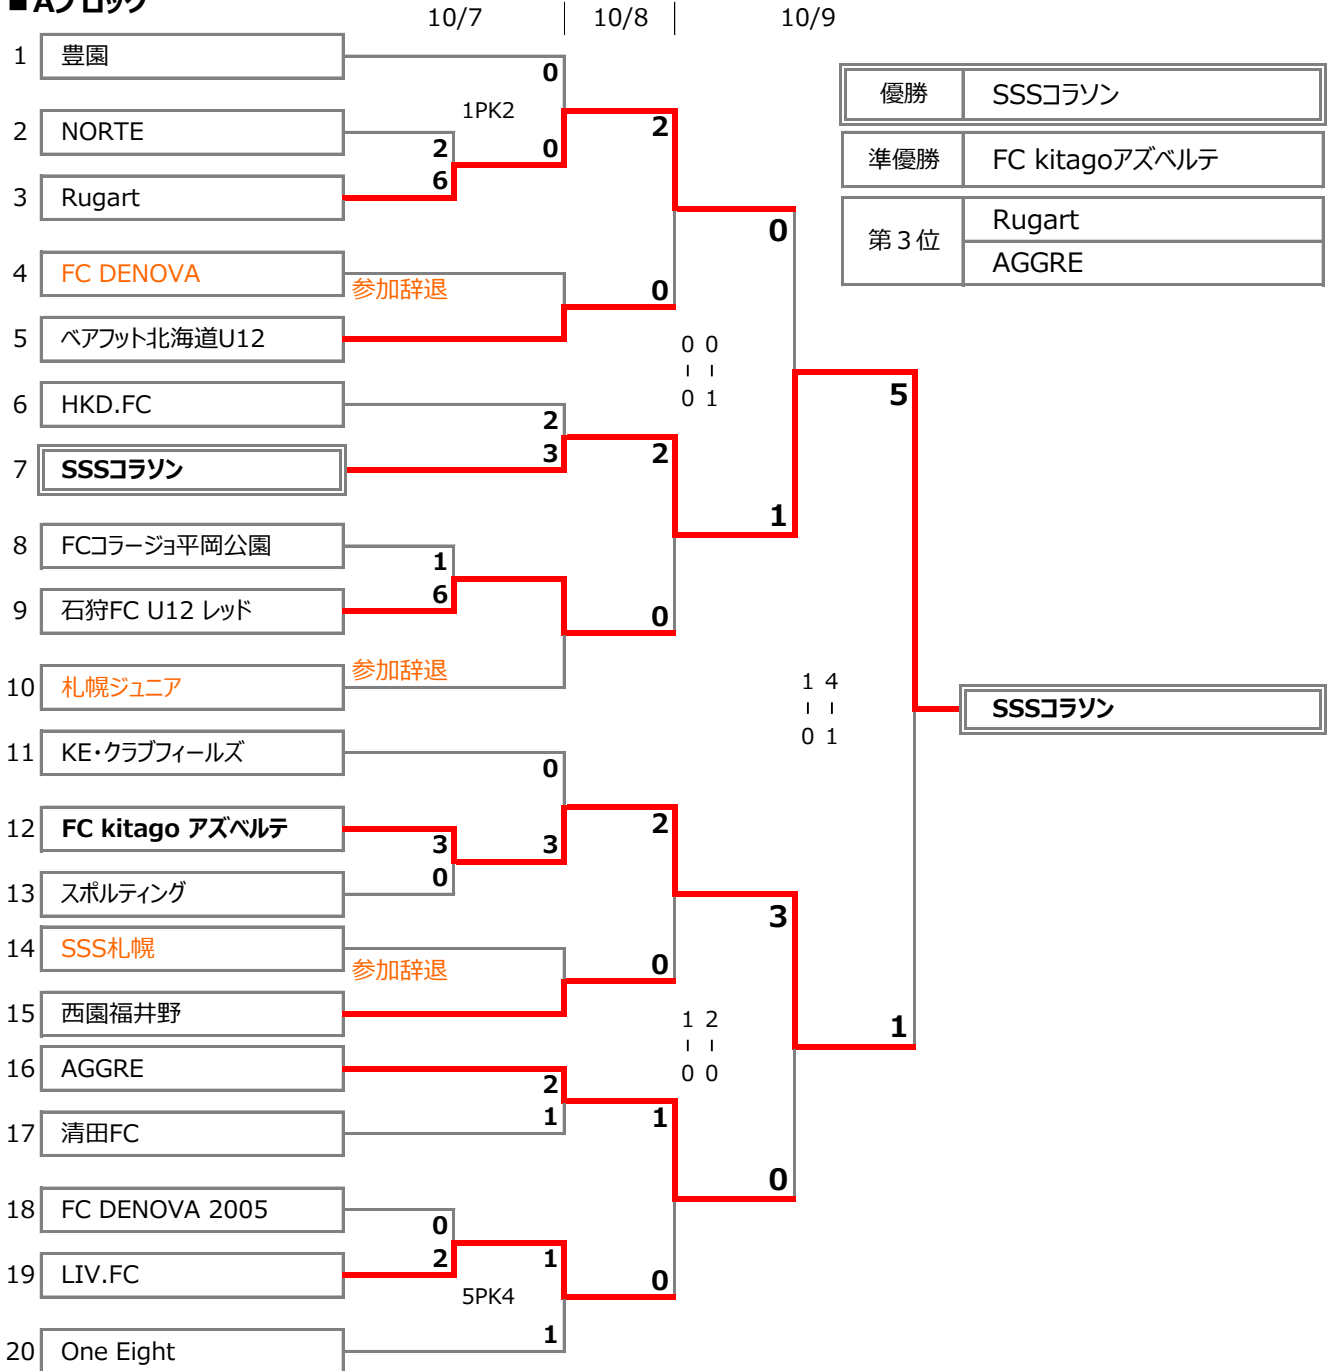 ■Aブロック
10/7 10/8 10/9
1 豊園
0
優勝 SSSコラソン
1PK2
2 NORTE
2
0
2
準優勝 FC kitagoアズベルテ
6
3 Rugart
第３位 Rugart
AGGRE
0
4 FC DENOVA
参加辞退
0
5 ベアフット北海道U12
0 0
ー ー
0 1
6 HKD.FC
2
5
3
2
7 SSSコラソン
1
8 FCコラージョ平岡公園
1
6
9 石狩FC U12 レッド
0
参加辞退
10 札幌ジュニア
1 4
ー ー
0 1
SSSコラソン
11 KE・クラブフィールズ
0
12 FC kitago アズベルテ
3
3
2
0
13 スポルティング
3
14 SSS札幌
参加辞退
0
15 西園福井野
1 2
ー ー
0 0
1
16 AGGRE
2
1
1
17 清田FC
0
18 FC DENOVA 2005
0
2
1
19 LIV.FC
0
5PK4
1
20 One Eight